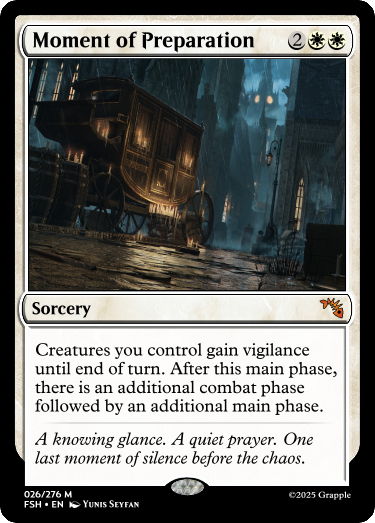 Moment of Preparation 2
Sorcery
Creatures you control gain vigilance
until end of turn. After this main phase,
there is an additional combat phase
followed by an additional main phase.
A knowing glance. A quiet prayer. One
last moment of silence before the chaos.
026/276 M
FSH • EN Yunis Seyfan
©2025 Grapple